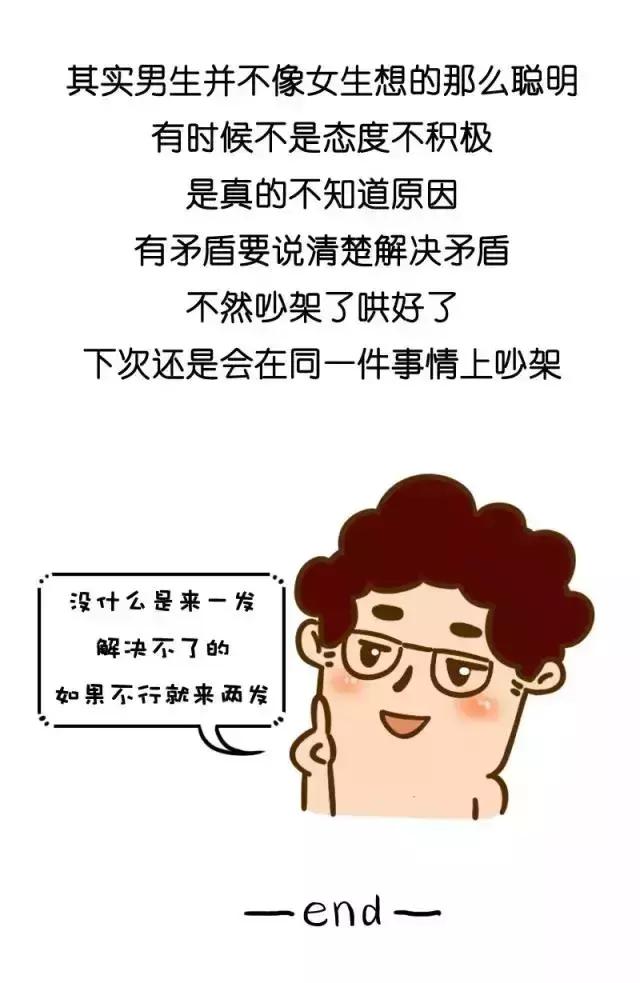 其实男生并不像女生想的那么聪明
有时候不是态度不积极
是真的不知道原因
有矛盾要说清楚解决矛盾
不然吵架了哄好了
下次还是会在同一件事情上吵架
没什么是来一发
解决不了的
如果不行就来两发
—end—